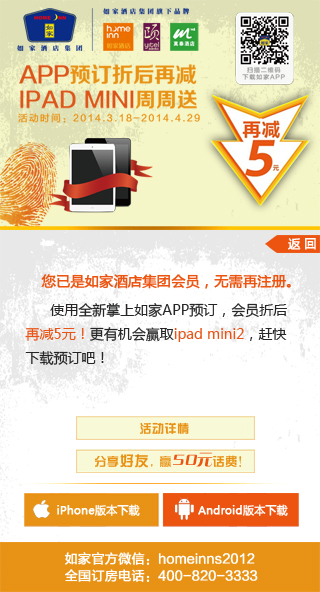 HOME INN
如家
如家酒店集团
如家酒店集团旗下品牌
home inn
如家酒店
yitel
莫泰酒店
扫描二维码
下载如家APP
APP预订折后再减
IPAD MINI周周送
活动时间：2014.3.18~2014.4.29
再减
5元
返回
您已是如家酒店集团会员，无需再注册。
使用全新掌上如家APP预订，会员折后
再减5元！更有机会赢取ipad mini2，赶快
下载预订吧！
活动详情
分享好友，赢50元话费！
iPhone版本下载
Android版本下载
如家官方微信：homeinns2012
全国订房电话：400-820-3333